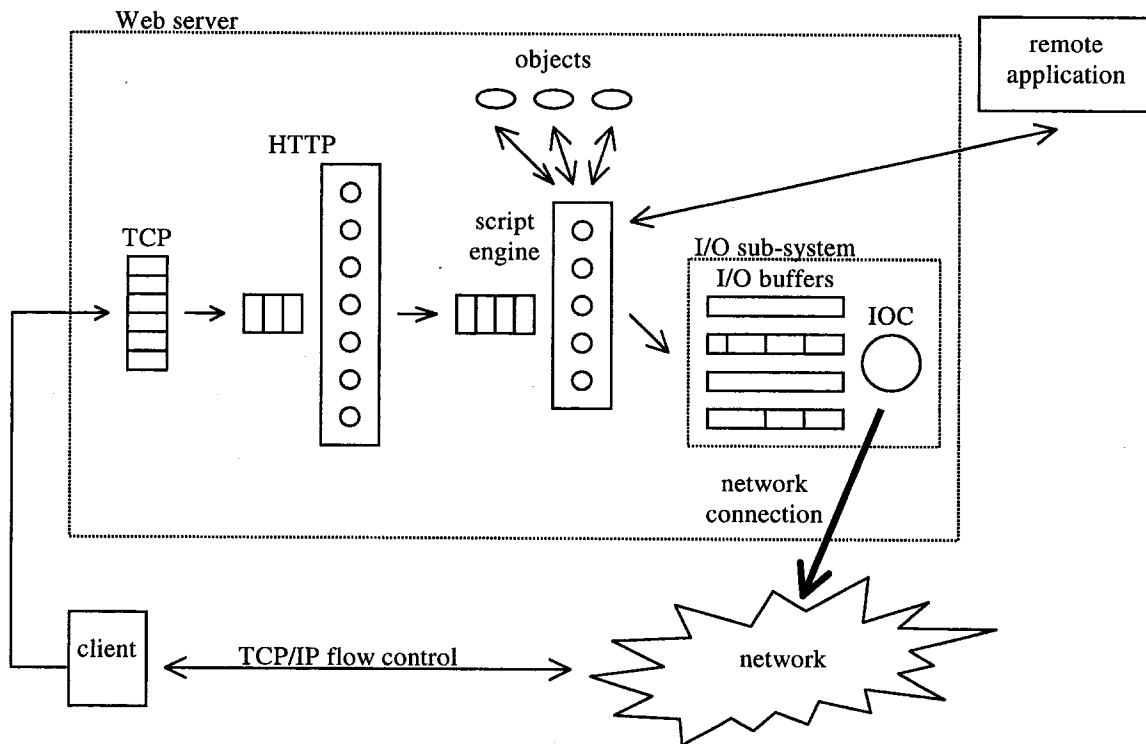 Web server
remote
application
objects
HTTP
script
engine
TCP
I/O sub-system
I/O buffers
IOC
network
connection
client
TCP/IP flow control
network